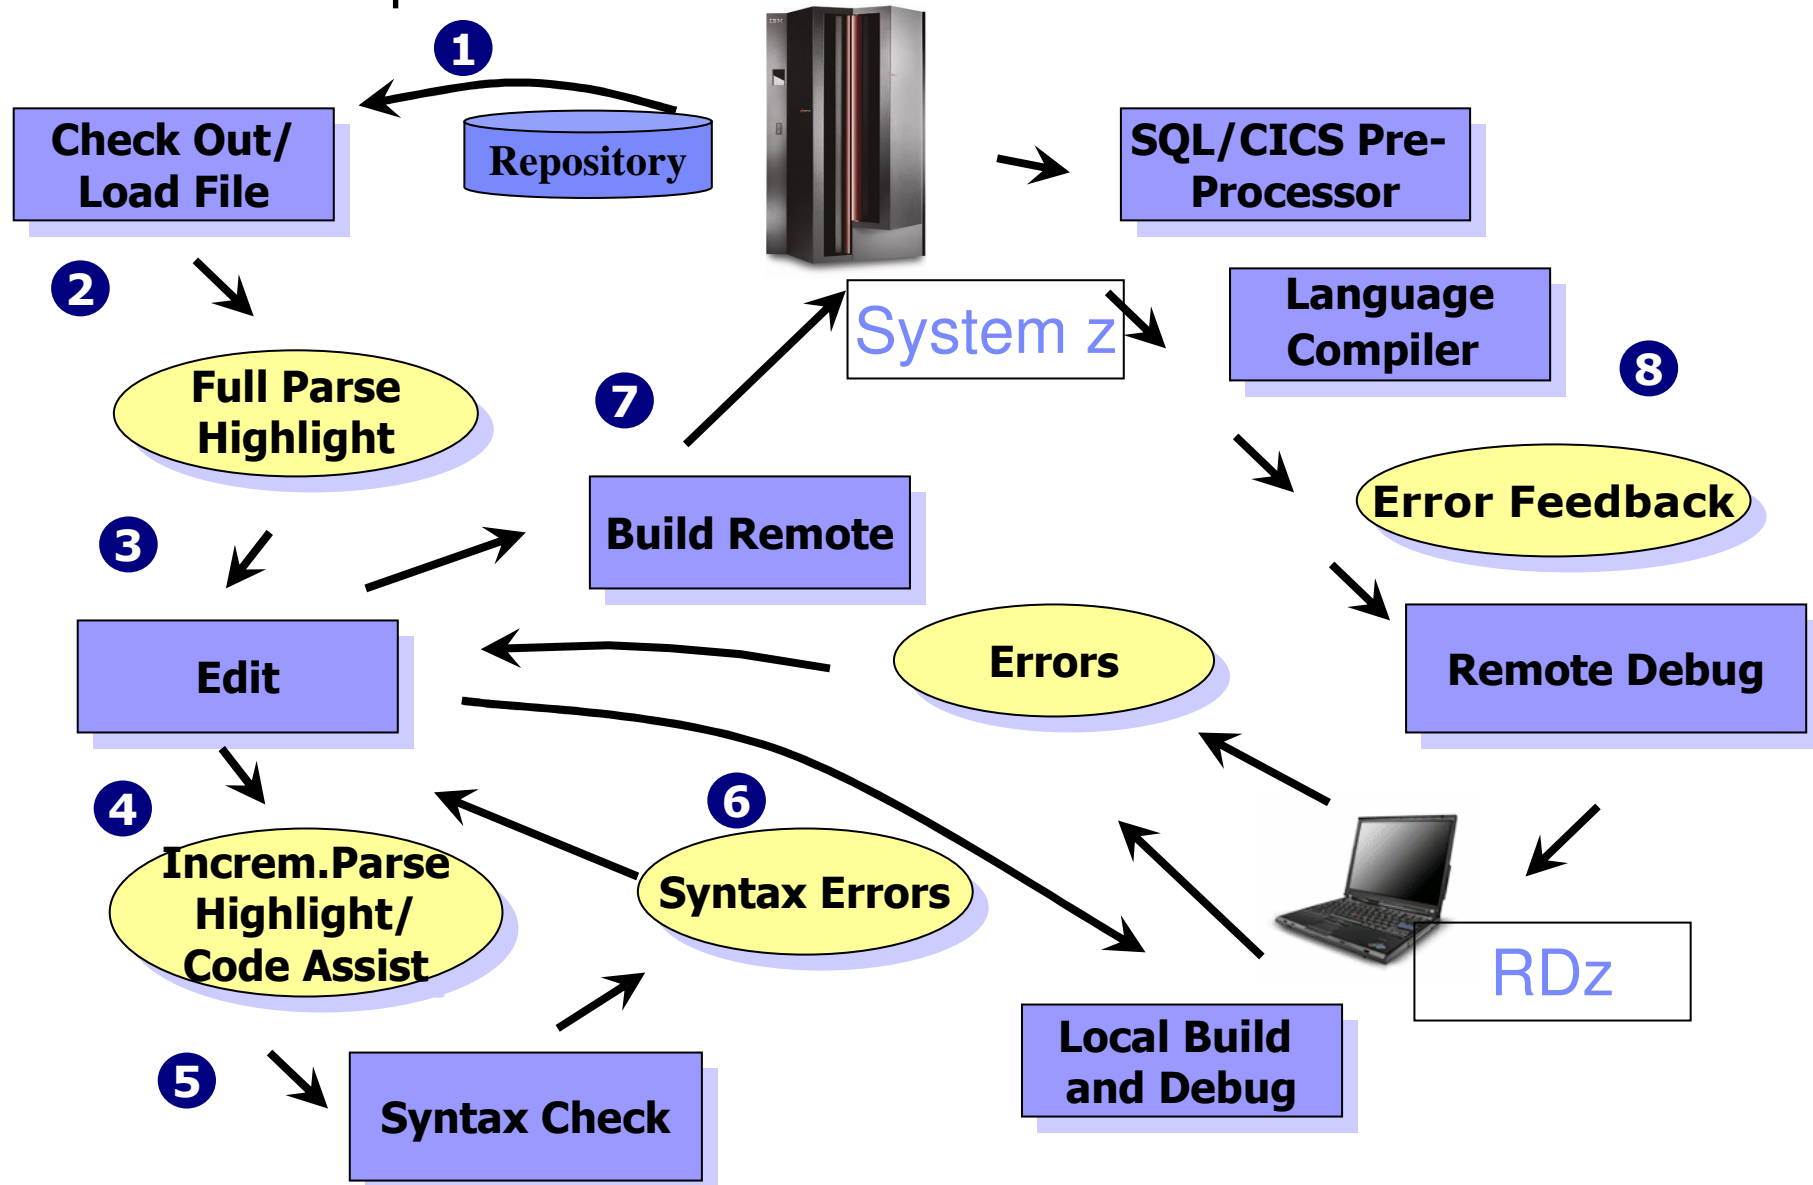 1
Check Out/
Load File
Repository
SQL/CICS Pre-
Processor
2
System z
Language
Compiler
8
Full Parse
Highlight
7
Error Feedback
3
Build Remote
Edit
Errors
Remote Debug
4
6
Increm.Parse
Highlight/
Code Assist
Syntax Errors
RDz
5
Syntax Check
Local Build
and Debug